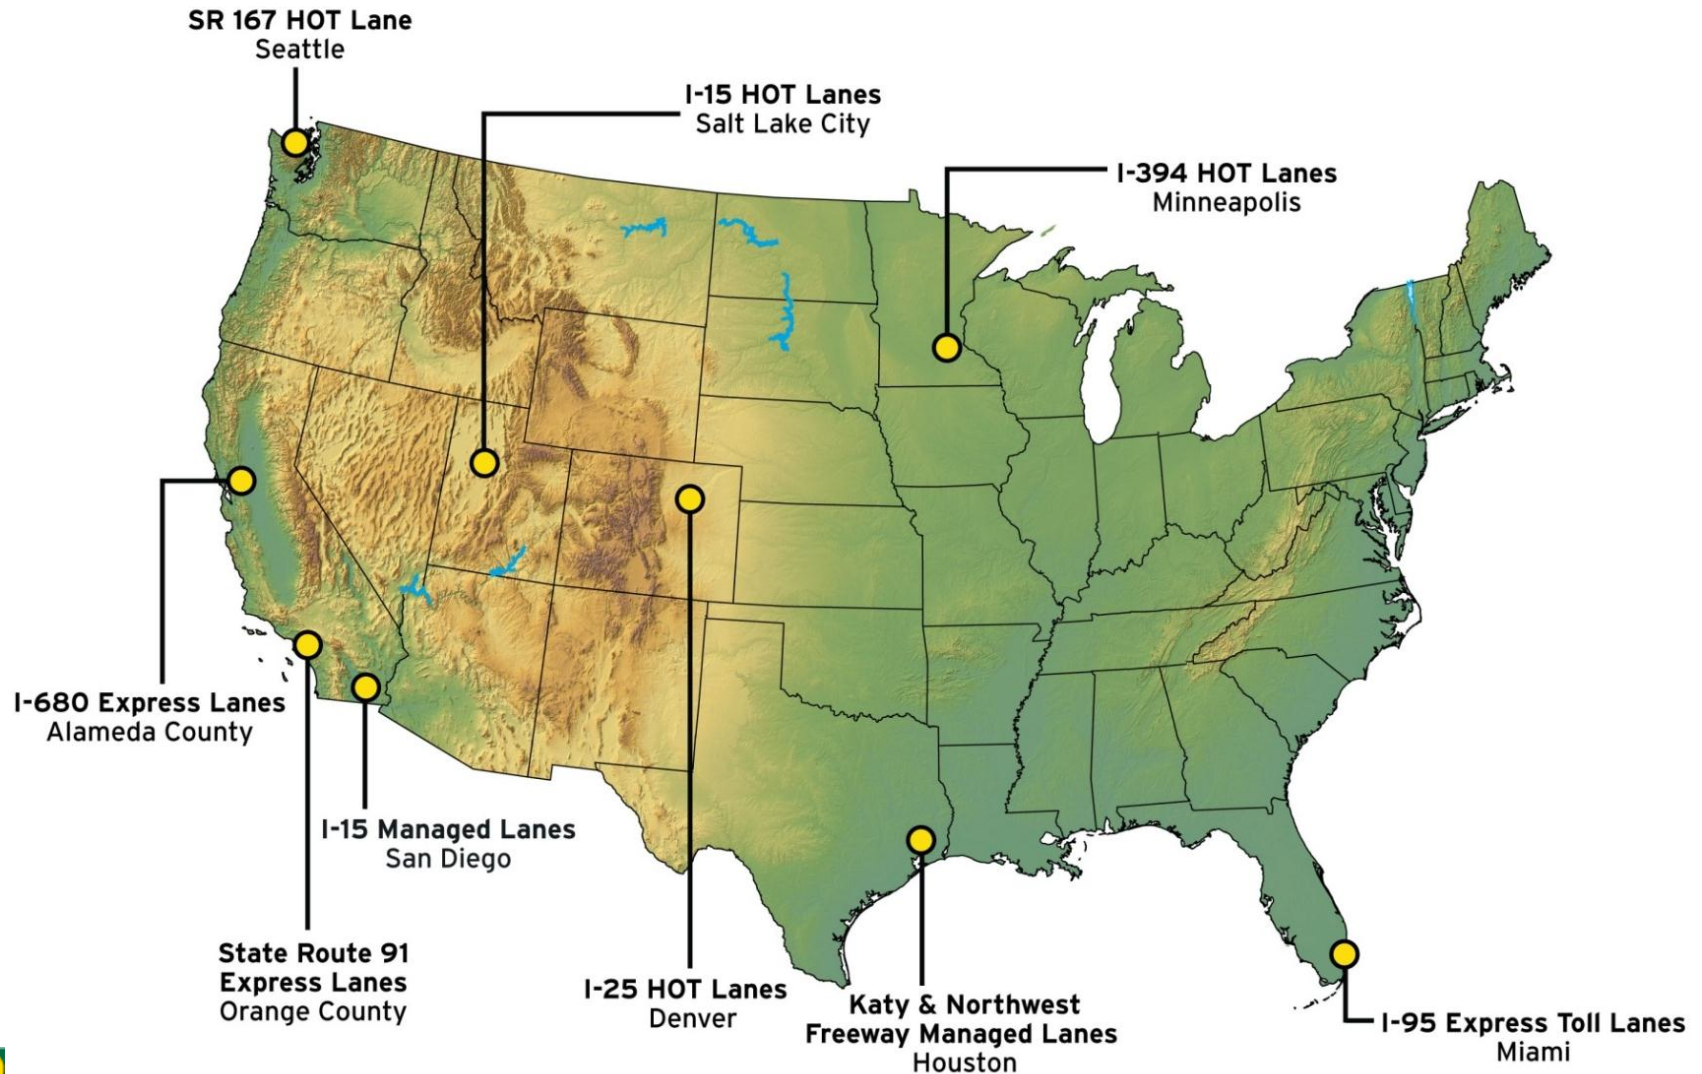 SR 167 HOT Lane
Seattle
I-15 HOT Lanes
Salt Lake City
I-394 HOT Lanes
Minneapolis
I-680 Express Lanes
Alameda County
I-15 Managed Lanes
San Diego
State Route 91
Express Lanes
Orange County
I-25 HOT Lanes
Denver
Katy & Northwest
Freeway Managed Lanes
Houston
I-95 Express Toll Lanes
Miami